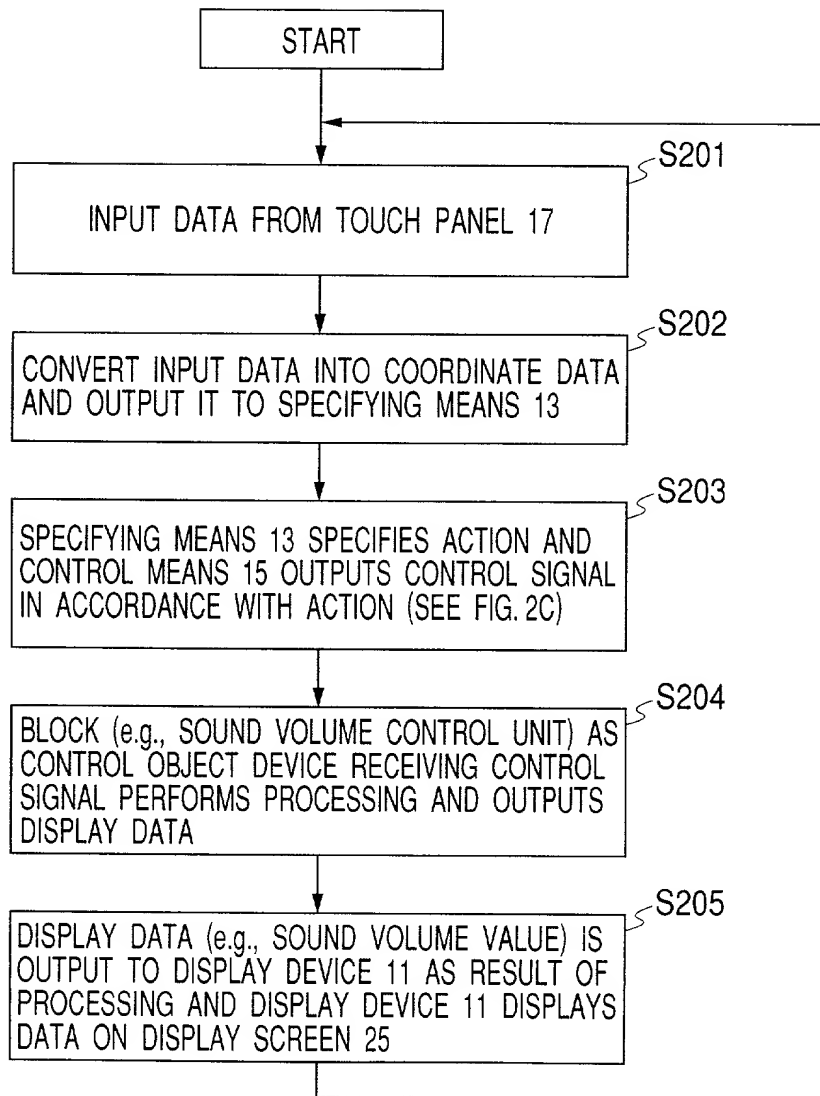 START
S201
INPUT DATA FROM TOUCH PANEL 17
S202
CONVERT INPUT DATA INTO COORDINATE DATA
AND OUTPUT IT TO SPECIFYING MEANS 13
S203
SPECIFYING MEANS 13 SPECIFIES ACTION AND
CONTROL MEANS 15 OUTPUTS CONTROL SIGNAL
IN ACCORDANCE WITH ACTION (SEE FIG. 2C)
S204
BLOCK (e.g., SOUND VOLUME CONTROL UNIT) AS
CONTROL OBJECT DEVICE RECEIVING CONTROL
SIGNAL PERFORMS PROCESSING AND OUTPUTS
DISPLAY DATA
S205
DISPLAY DATA (e.g., SOUND VOLUME VALUE) IS
OUTPUT TO DISPLAY DEVICE 11 AS RESULT OF
PROCESSING AND DISPLAY DEVICE 11 DISPLAYS
DATA ON DISPLAY SCREEN 25